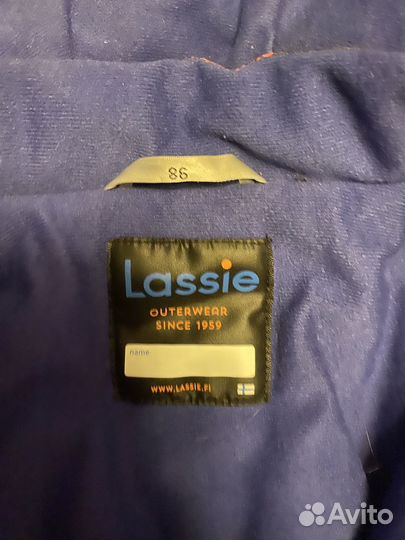 86
Lassie
OUTERWEAR
SINCE 1959
name
WWW.LASSIE.FI
Avito